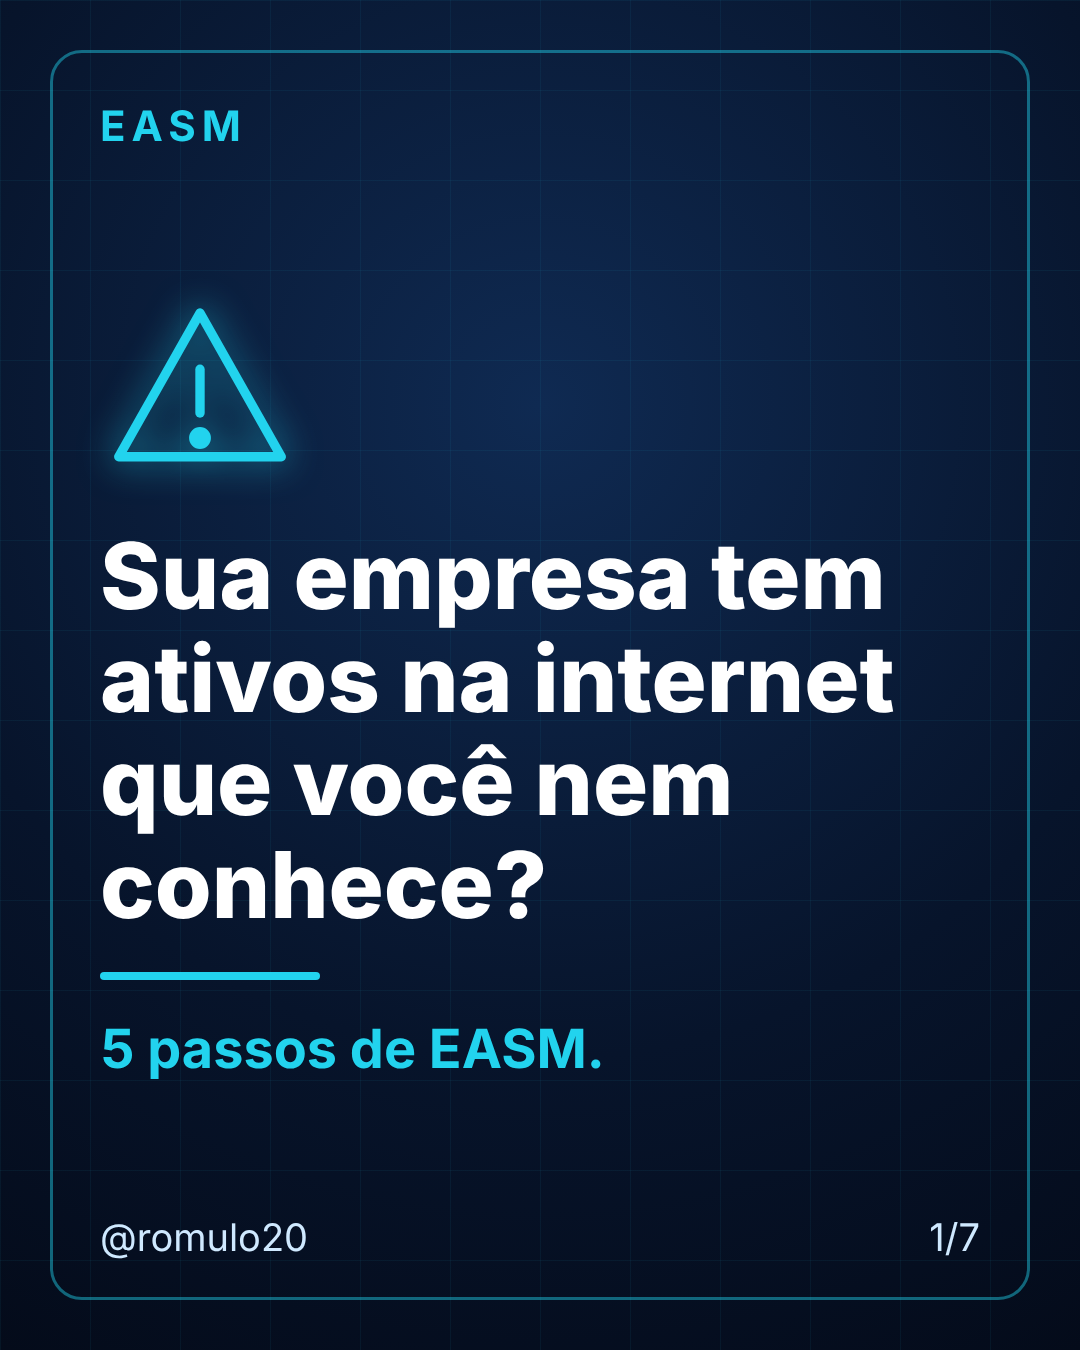 EASM
Sua empresa tem
ativos na internet
que você nem
conhece?
5 passos de EASM.
@romulo20
1/7